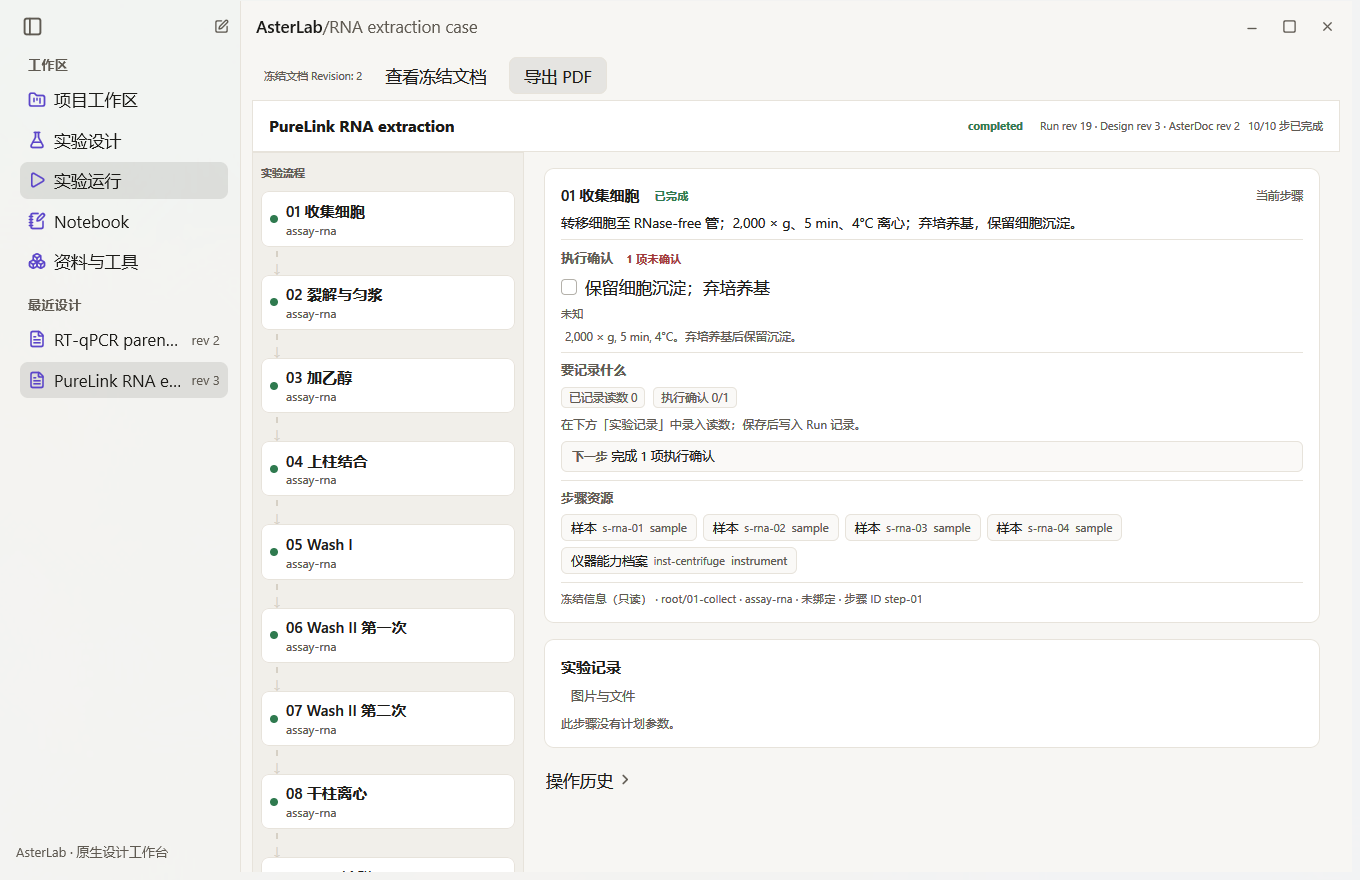 AsterLab/RNA extraction case
工作区
项目工作区
实验设计
实验运行
Notebook
资料与工具
最近设计
RT-qPCR paren... rev 2
PureLink RNA e... rev 3
AsterLab · 原生设计工作台
冻结文档 Revision: 2 查看冻结文档 导出 PDF
PureLink RNA extraction
completed Run rev 19 · Design rev 3 · AsterDoc rev 2 10/10 步已完成
实验流程
01 收集细胞
assay-rna
02 裂解与匀浆
assay-rna
03 加乙醇
assay-rna
04 上柱结合
assay-rna
05 Wash I
assay-rna
06 Wash II 第一次
assay-rna
07 Wash II 第二次
assay-rna
08 干柱离心
assay-rna
01 收集细胞 已完成 当前步骤
转移细胞至 RNase-free 管；2,000 × g、5 min、4°C 离心；弃培养基，保留细胞沉淀。
执行确认 1 项未确认
保留细胞沉淀；弃培养基
未知
2,000 × g, 5 min, 4°C。弃培养基后保留沉淀。
要记录什么
已记录读数 0 执行确认 0/1
在下方「实验记录」中录入读数；保存后写入 Run 记录。
下一步 完成 1 项执行确认
步骤资源
样本 s-rna-01 sample 样本 s-rna-02 sample 样本 s-rna-03 sample 样本 s-rna-04 sample
仪器能力档案 inst-centrifuge instrument
冻结信息（只读） · root/01-collect · assay-rna · 未绑定 · 步骤 ID step-01
实验记录
图片与文件
此步骤没有计划参数。
操作历史